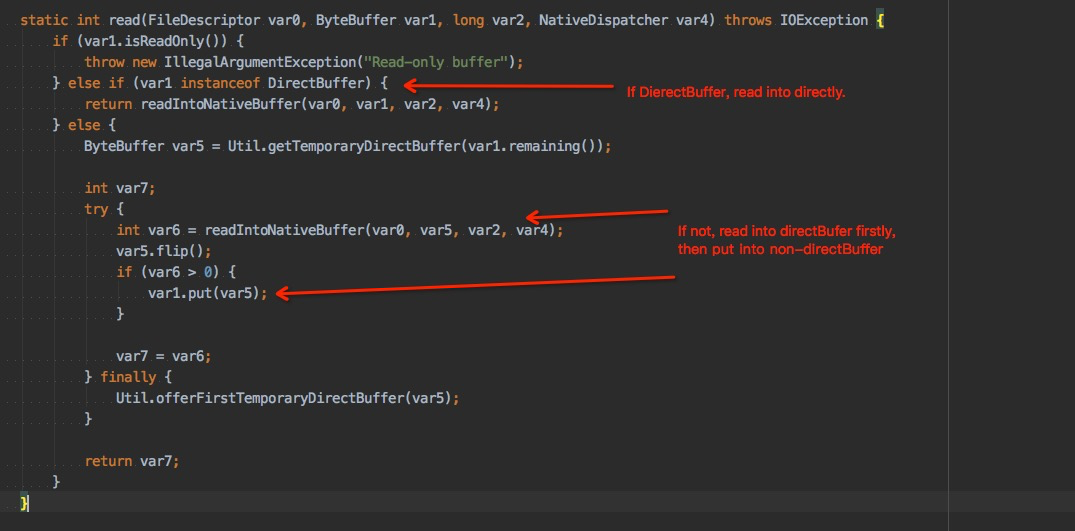 static int read(FileDescriptor var0, ByteBuffer var1, long var2, NativeDispatcher var4) throws IOException {
if (var1.isReadOnly()) {
throw new IllegalArgumentException("Read-only buffer");
} else if (var1 instanceof DirectBuffer) {
If DierectBuffer, read into directly.
return readIntoNativeBuffer(var0, var1, var2, var4);
} else {
ByteBuffer var5 = Util.getTemporaryDirectBuffer(var1.remaining());
int var7;
try {
int var6 = readIntoNativeBuffer(var0, var5, var2, var4);
If not, read into directBufer firstly,
then put into non-directBuffer
var5.flip();
if (var6 > 0) {
var1.put(var5);
}
var7 = var6;
} finally {
Util.offerFirstTemporaryDirectBuffer(var5);
}
return var7;
}
}